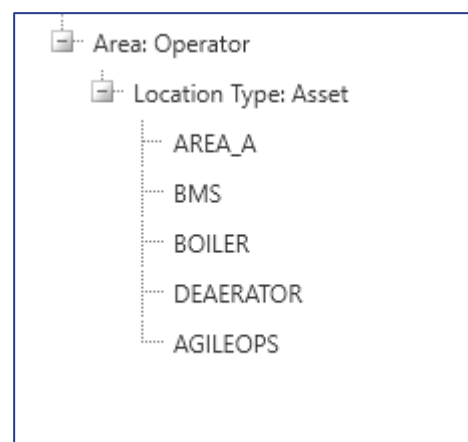 Area: Operator
Location Type: Asset
AREA_A
BMS
BOILER
DEAERATOR
AGILEOPS